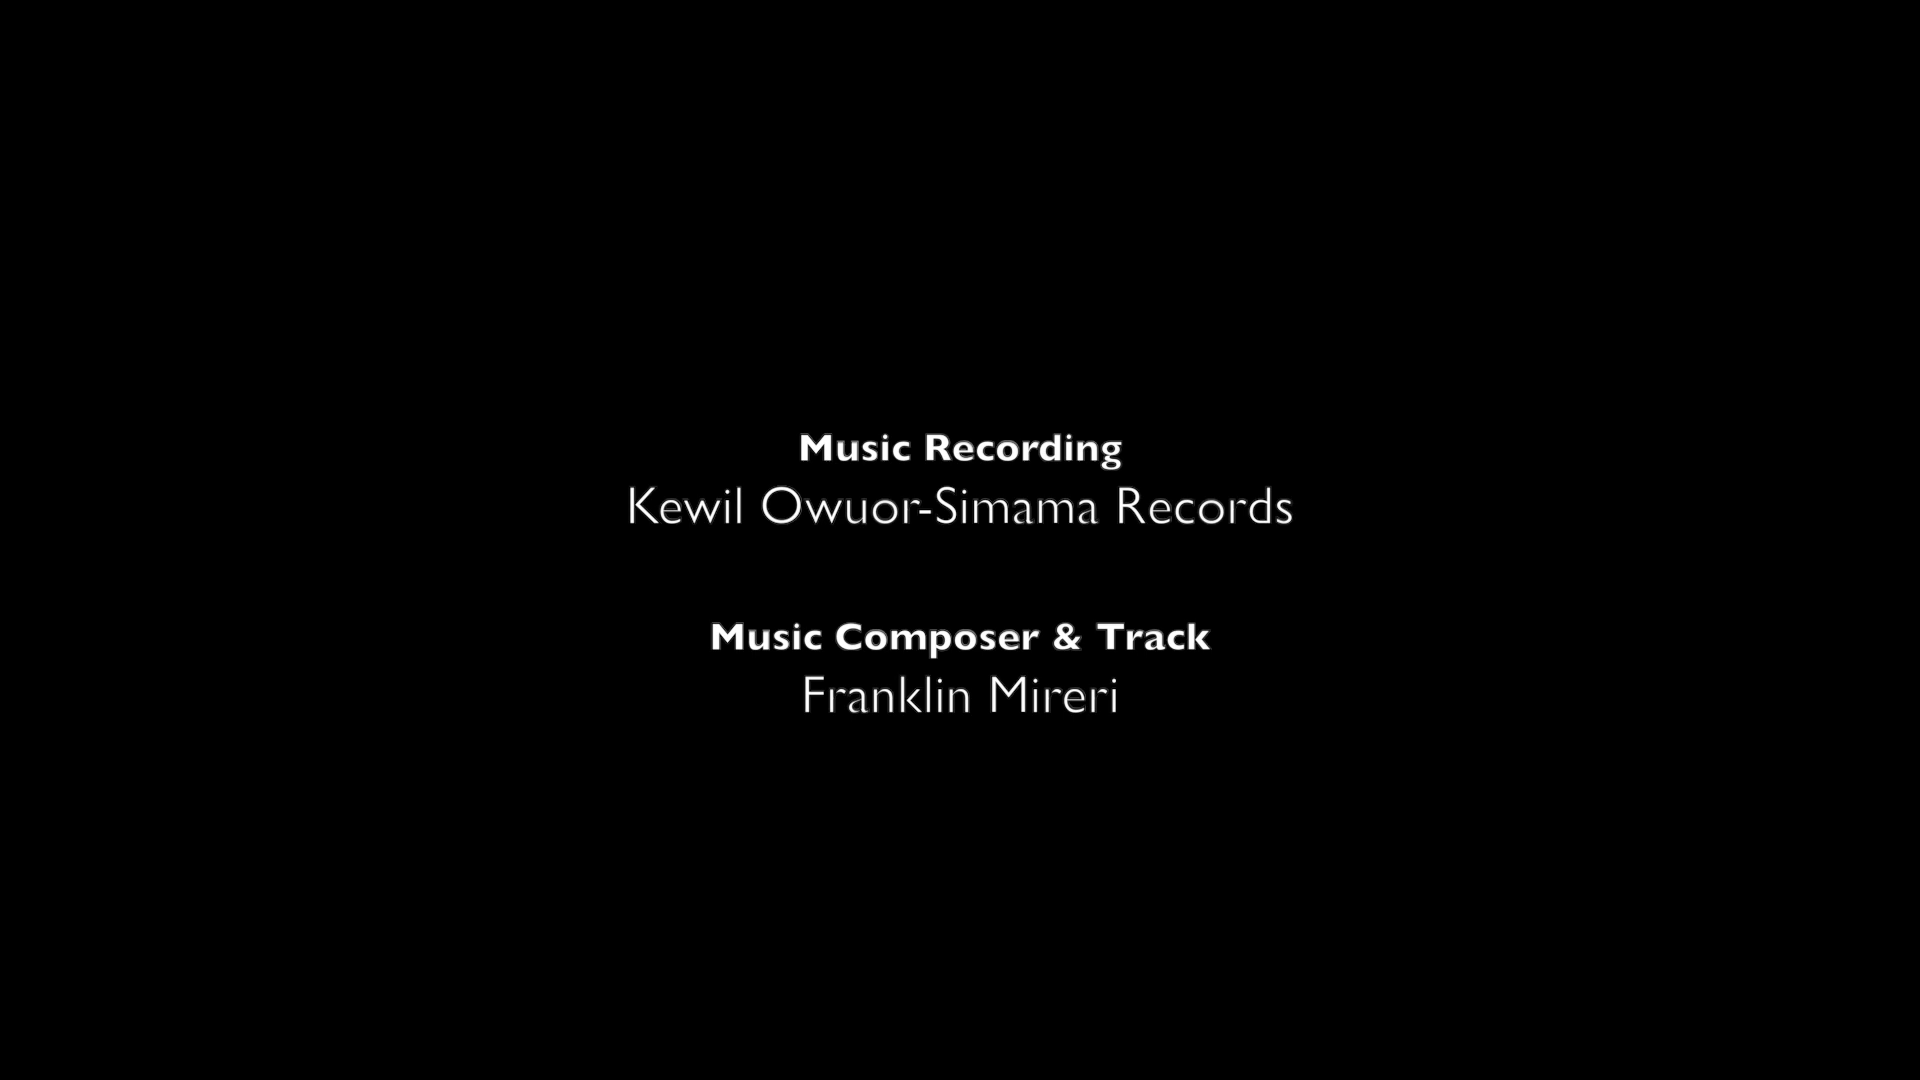 Music Recording
Kewil Owuor-Simama Records
Music Composer & Track
Franklin Mireri